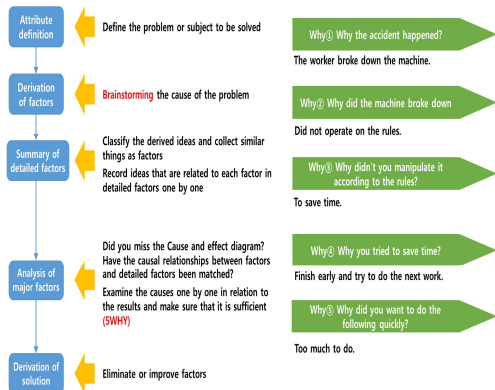 Attribute
definition
Define the problem or subject to be solved
Derivation
of factors
Brainstorming the cause of the problem
Summary of
detailed factors
Classify the derived ideas and collect similar
things as factors
Record ideas that are related to each factor in
detailed factors one by one
Analysis of
major factors
Did you miss the Cause and effect diagram?
Have the causal relationships between factors
and detailed factors been matched?
Examine the causes one by one in relation to
the results and make sure that it is sufficient
(5WHY)
Derivation of
solution
Eliminate or improve factors
Why① Why the accident happened?
The worker broke down the machine.
Why② Why did the machine broke down
Did not operate on the rules.
Why③ Why didn't you manipulate it
according to the rules?
To save time.
Why④ Why you tried to save time?
Finish early and try to do the next work.
Why⑤ Why did you want to do the
following quickly?
Too much to do.